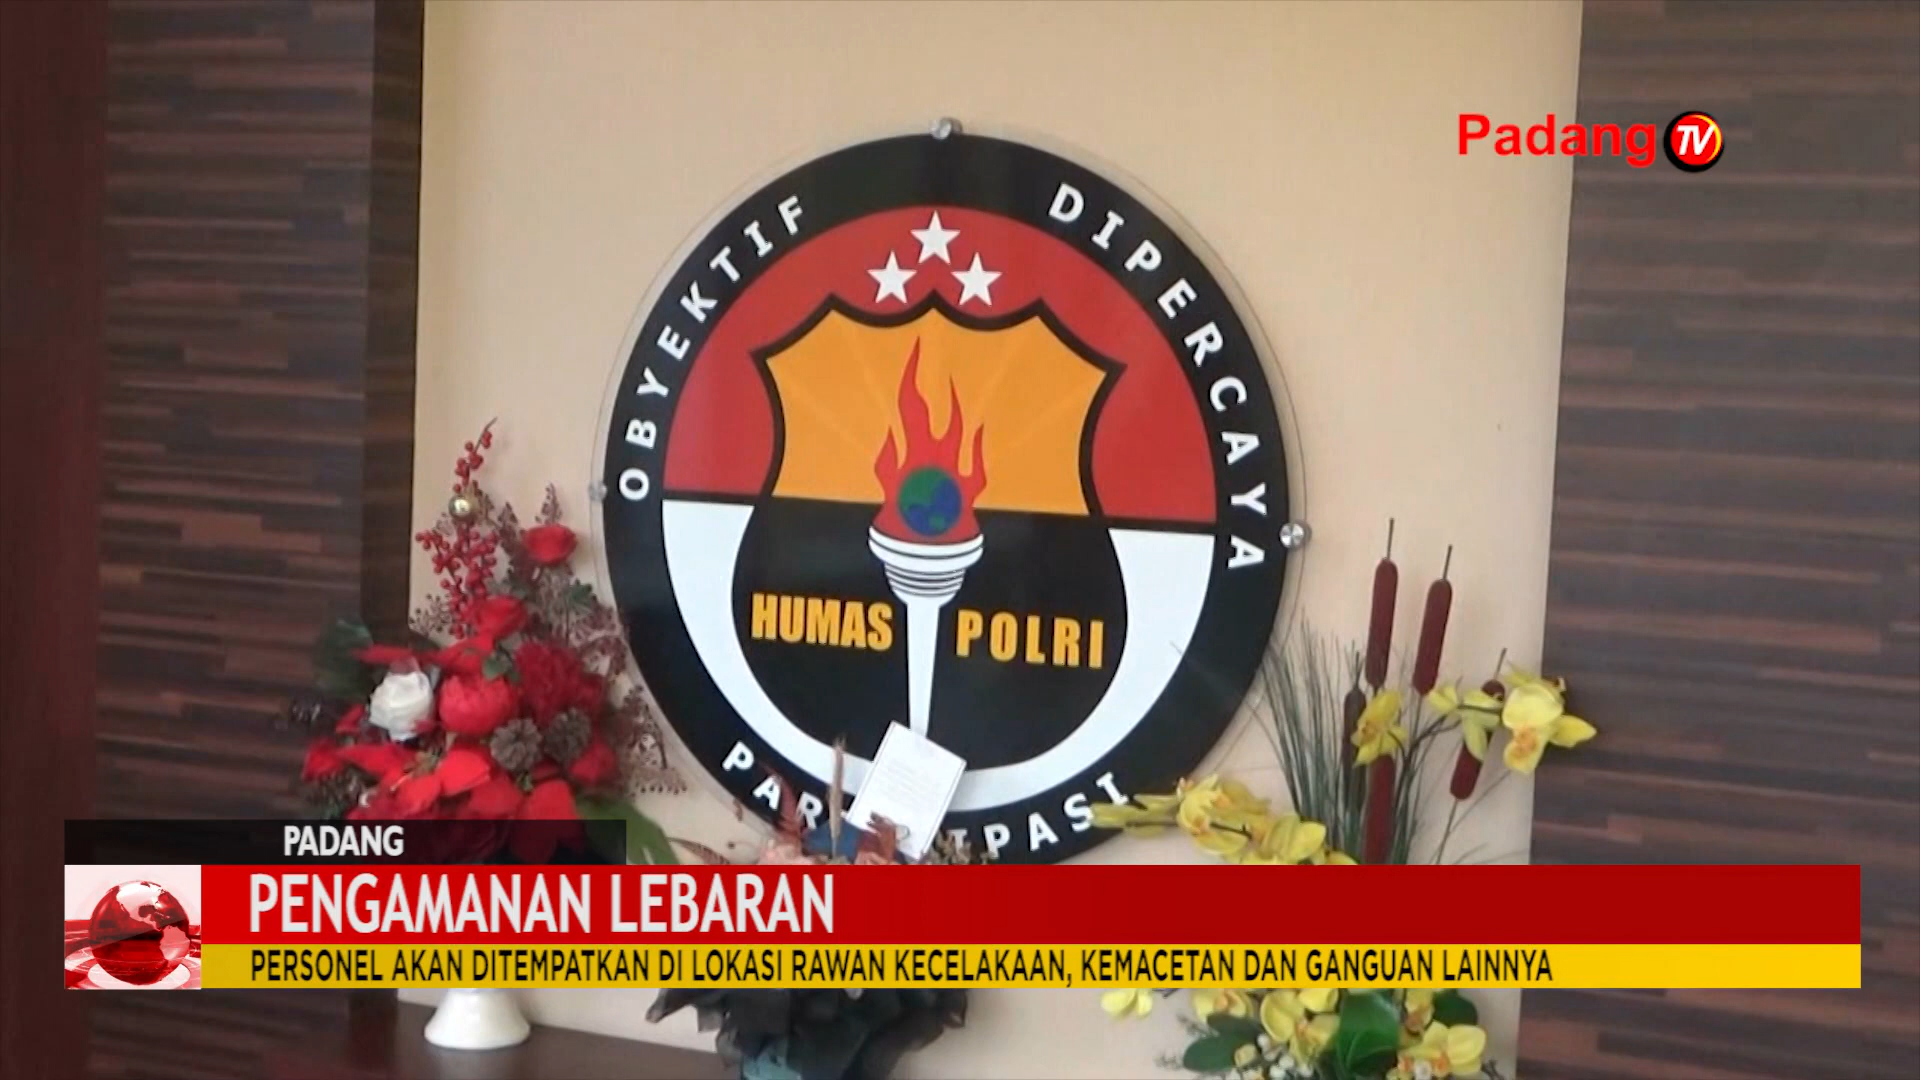 Padang TV
OBYEKTIF DIPERCAYA
HUMAS POLRI
PADANG
PENGAMANAN LEBARAN
PERSONEL AKAN DITEMPATKAN DI LOKASI RAWAN KECELAKAAN, KEMACETAN DAN GANGUAN LAINNYA